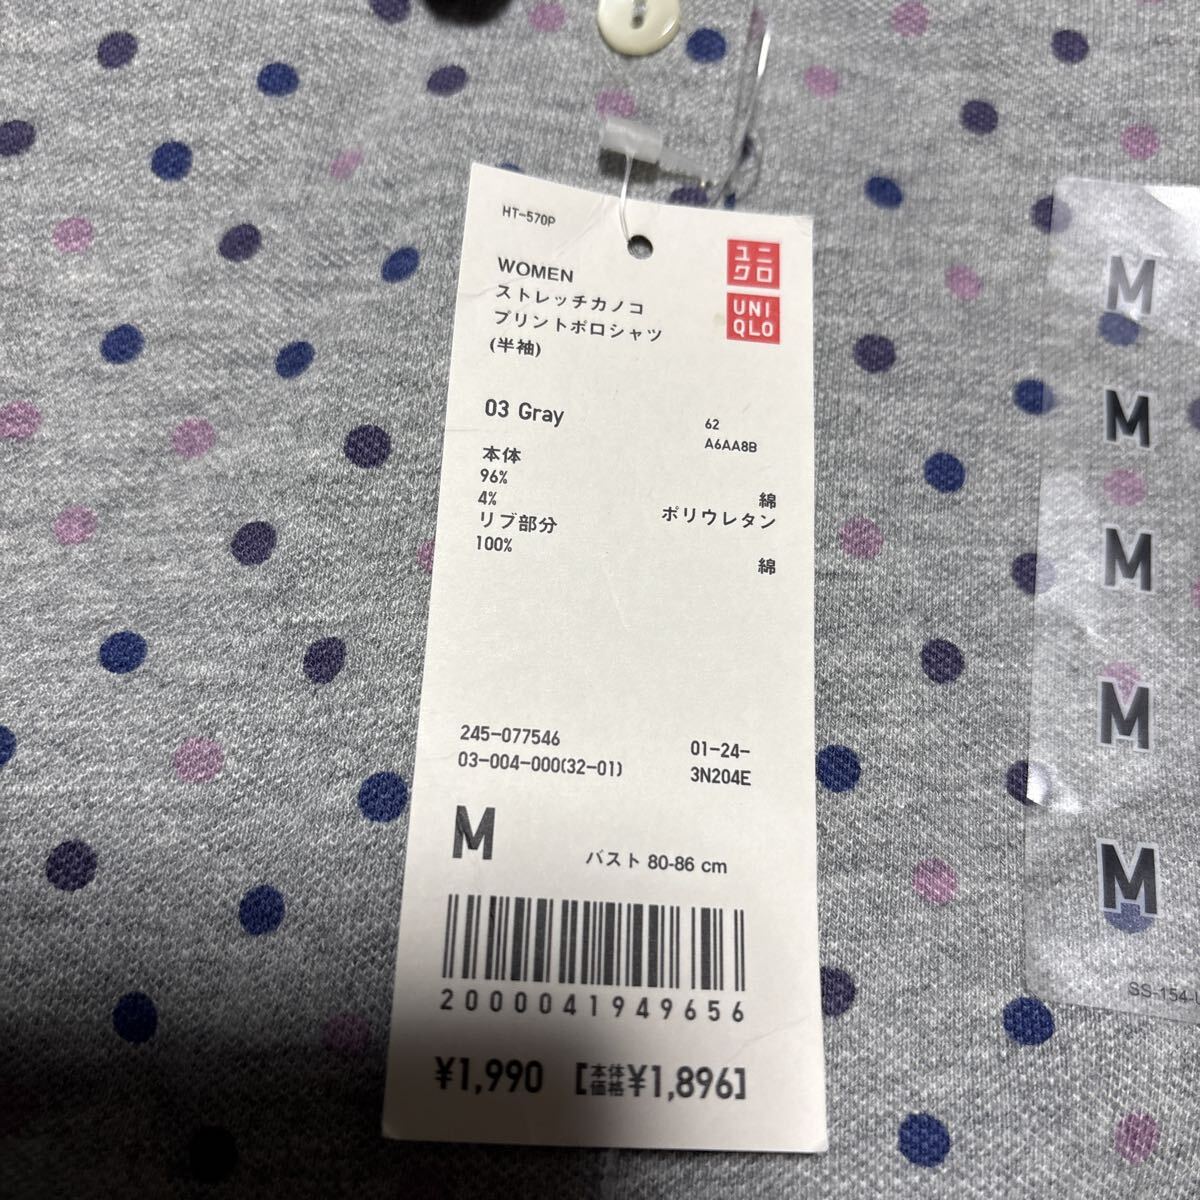 HT-570P
WOMEN
ストレッチカノコ
プリントポロシャツ
(半袖)
ユニ
クロ
UNI
QLO
03 Gray
62
A6AA8B
本体
96% 綿
4% ポリウレタン
リブ部分
100% 綿
245-077546
03-004-000(32-01)
01-24-
3N204E
M
バスト 80-86 cm
2000041949656
¥1,990 [本体価格¥1,896]
M
M
M
M
M
SS-154